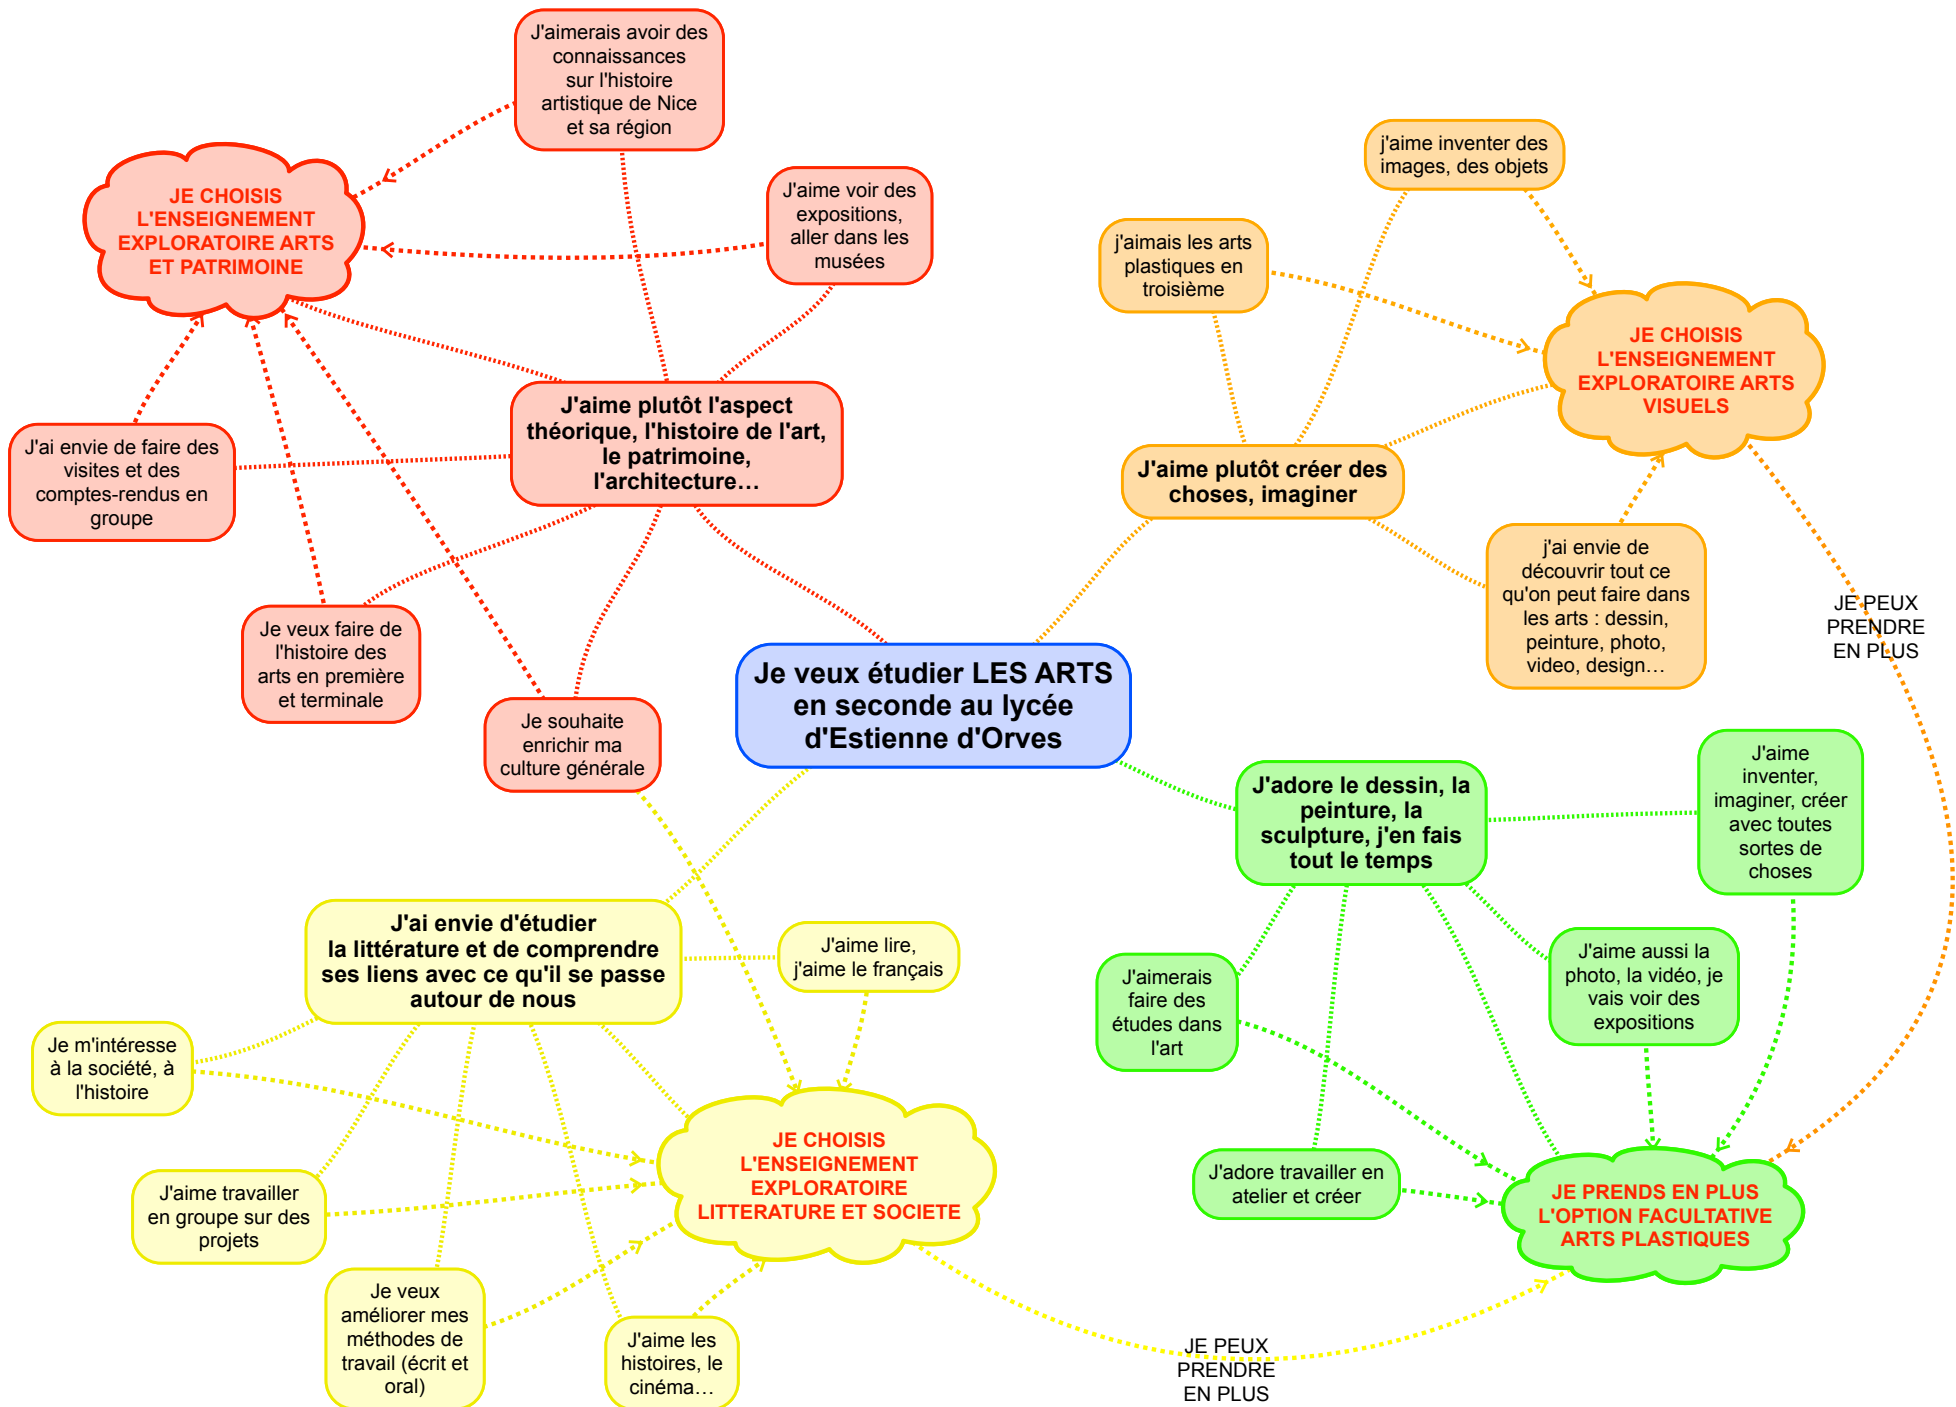 J'aimerais avoir des
connaissances
sur l'histoire
artistique de Nice
et sa région
JE CHOISIS
L'ENSEIGNEMENT
EXPLORATOIRE ARTS
ET PATRIMOINE
J'aime voir des
expositions,
aller dans les
musées
j'aime inventer des
images, des objets
j'aimais les arts
plastiques en
troisième
JE CHOISIS
L'ENSEIGNEMENT
EXPLORATOIRE ARTS
VISUELS
J'aime plutôt l'aspect
théorique, l'histoire de l'art,
le patrimoine,
l'architecture…
J'ai envie de faire des
visites et des
comptes-rendus en
groupe
J'aime plutôt créer des
choses, imaginer
j'ai envie de
découvrir tout ce
qu'on peut faire dans
les arts : dessin,
peinture, photo,
video, design…
JE PEUX
PRENDRE
EN PLUS
Je veux faire de
l'histoire des
arts en première
et terminale
Je souhaite
enrichir ma
culture générale
Je veux étudier LES ARTS
en seconde au lycée
d'Estienne d'Orves
J'adore le dessin, la
peinture, la
sculpture, j'en fais
tout le temps
J'aime
inventer,
imaginer, créer
avec toutes
sortes de
choses
J'ai envie d'étudier
la littérature et de comprendre
ses liens avec ce qu'il se passe
autour de nous
J'aime lire,
j'aime le français
J'aimerais
faire des
études dans
l'art
J'aime aussi la
photo, la vidéo, je
vais voir des
expositions
Je m'intéresse
à la société, à
l'histoire
JE CHOISIS
L'ENSEIGNEMENT
EXPLORATOIRE
LITTERATURE ET SOCIETE
J'adore travailler en
atelier et créer
JE PRENDS EN PLUS
L'OPTION FACULTATIVE
ARTS PLASTIQUES
J'aime travailler
en groupe sur des
projets
Je veux
améliorer mes
méthodes de
travail (écrit et
oral)
J'aime les
histoires, le
cinéma…
JE PEUX
PRENDRE
EN PLUS